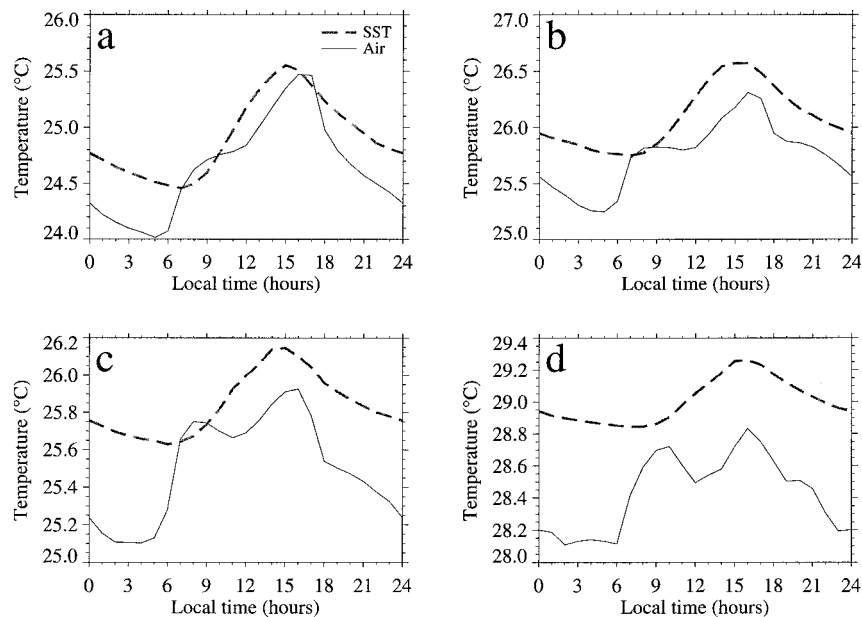 a
SST
Air
Temperature (°C)
26.0
25.5
25.0
24.5
24.0
0 3 6 9 12 15 18 21 24
Local time (hours)
b
Temperature (°C)
27.0
26.5
26.0
25.5
25.0
0 3 6 9 12 15 18 21 24
Local time (hours)
c
Temperature (°C)
26.2
26.0
25.8
25.6
25.4
25.2
25.0
0 3 6 9 12 15 18 21 24
Local time (hours)
d
Temperature (°C)
29.4
29.2
29.0
28.8
28.6
28.4
28.2
28.0
0 3 6 9 12 15 18 21 24
Local time (hours)